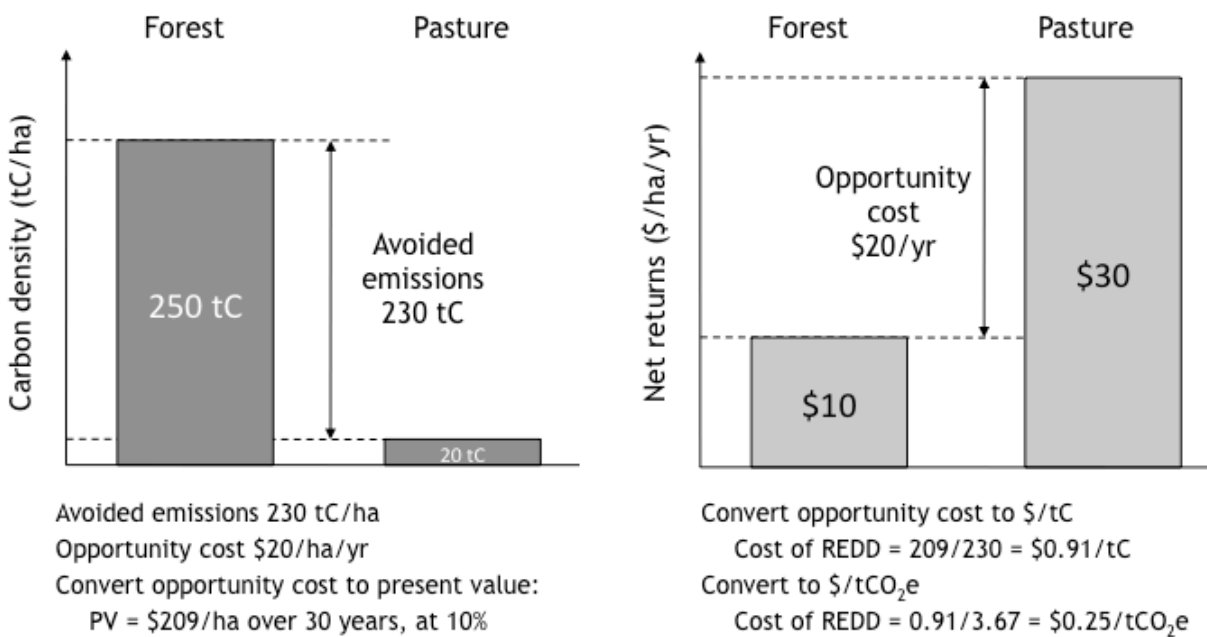 Forest
Pasture
Carbon density (tC/ha)
250 tC
Avoided
emissions
230 tC
20 tC
Avoided emissions 230 tC/ha
Opportunity cost $20/ha/yr
Convert opportunity cost to present value:
PV = $209/ha over 30 years, at 10%
Forest
Pasture
Net returns ($/ha/yr)
Opportunity
cost
$20/yr
$30
$10
Convert opportunity cost to $/tC
Cost of REDD = 209/230 = $0.91/tC
Convert to $/tCO₂e
Cost of REDD = 0.91/3.67 = $0.25/tCO₂e